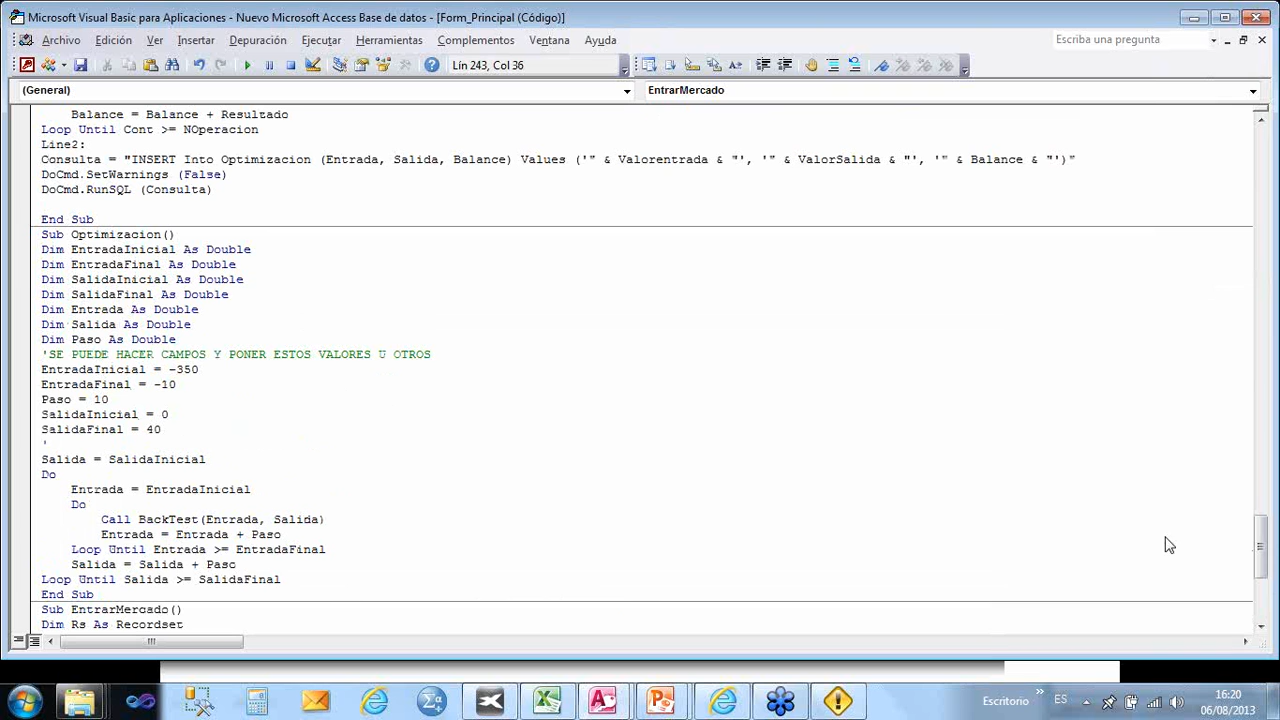 Microsoft Visual Basic para Aplicaciones - Nuevo Microsoft Access Base de datos - [Form_Principal (Código)]
Archivo Edición Ver Insertar Depuración Ejecutar Herramientas Complementos Ventana Ayuda Escriba una pregunta
Lín 243, Col 36
(General) EntrarMercado
Balance = Balance + Resultado
Loop Until Cont >= NOperacion
Line2:
Consulta = "INSERT Into Optimizacion (Entrada, Salida, Balance) Values ('" & Valorentrada & "', '" & ValorSalida & "', '" & Balance & "')"
DoCmd.SetWarnings (False)
DoCmd.RunSQL (Consulta)
End Sub
Sub Optimizacion()
Dim EntradaInicial As Double
Dim EntradaFinal As Double
Dim SalidaInicial As Double
Dim SalidaFinal As Double
Dim Entrada As Double
Dim Salida As Double
Dim Paso As Double
'SE PUEDE HACER CAMPOS Y PONER ESTOS VALORES U OTROS
EntradaInicial = -350
EntradaFinal = -10
Paso = 10
SalidaInicial = 0
SalidaFinal = 40
'
Salida = SalidaInicial
Do
Entrada = EntradaInicial
Do
Call BackTest(Entrada, Salida)
Entrada = Entrada + Paso
Loop Until Entrada >= EntradaFinal
Salida = Salida + Paso
Loop Until Salida >= SalidaFinal
End Sub
Sub EntrarMercado()
Dim Rs As Recordset
Escritorio » ES 16:20
06/08/2013